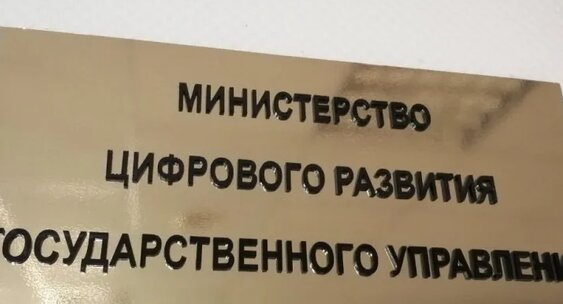 МИНИСТЕРСТВО
ЦИФРОВОГО РАЗВИТИЯ
ГОСУДАРСТВЕННОГО УПРАВЛЕНИ